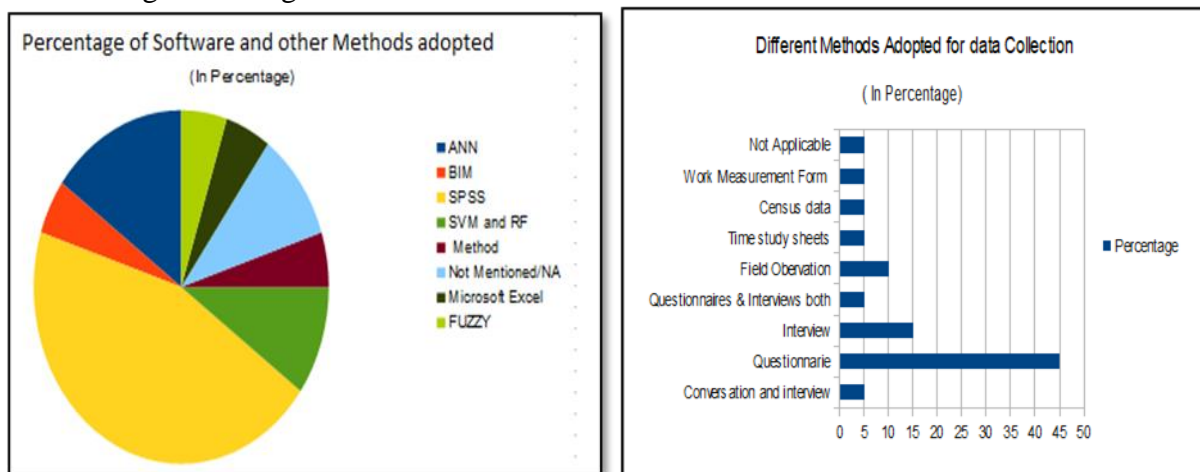 Percentage of Software and other Methods adopted
(In Percentage)
ANN
BIM
SPSS
SVM and RF
Method
Not Mentioned/NA
Microsoft Excel
FUZZY
Different Methods Adopted for data Collection
( In Percentage)
Not Applicable
Work Measurement Form
Census data
Time study sheets
Field Obervation
Questionnaires & Interviews both
Interview
Questionnarie
Conversation and interview
0 5 10 15 20 25 30 35 40 45 50
Percentage